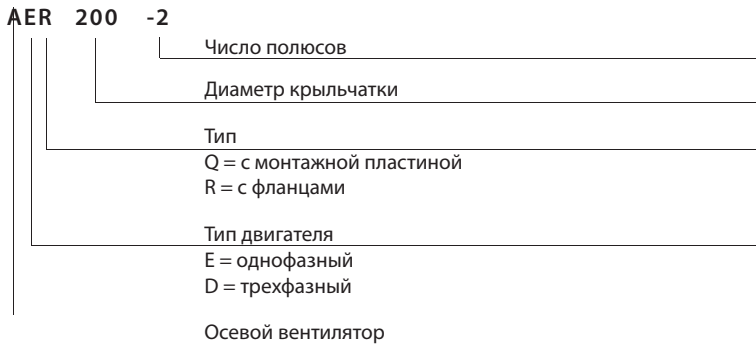 AER 200 -2
Число полюсов
Диаметр крыльчатки
Тип
Q = с монтажной пластиной
R = с фланцами
Тип двигателя
E = однофазный
D = трехфазный
Осевой вентилятор